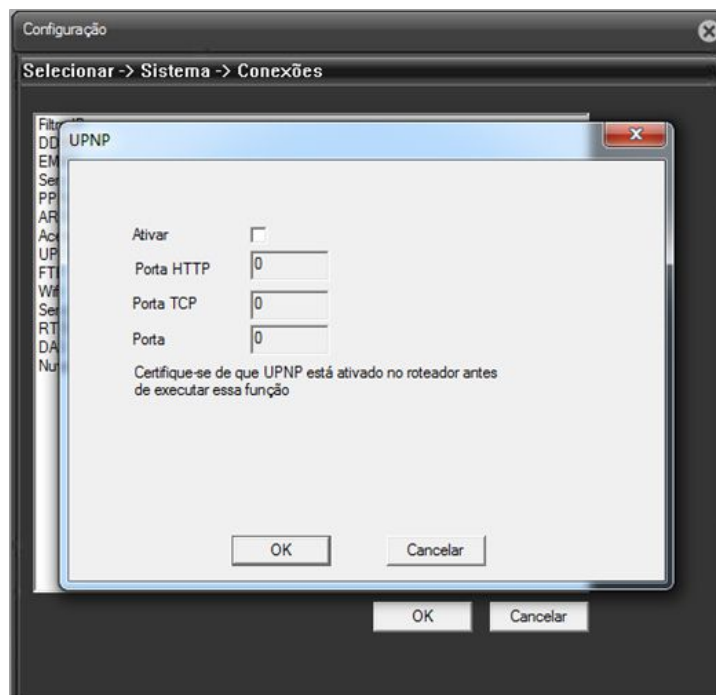 Configuração
Selecionar -> Sistema -> Conexões
UPNP
Ativar
Porta HTTP 0
Porta TCP 0
Porta 0
Certifique-se de que UPNP está ativado no roteador antes
de executar essa função
OK Cancelar
OK Cancelar